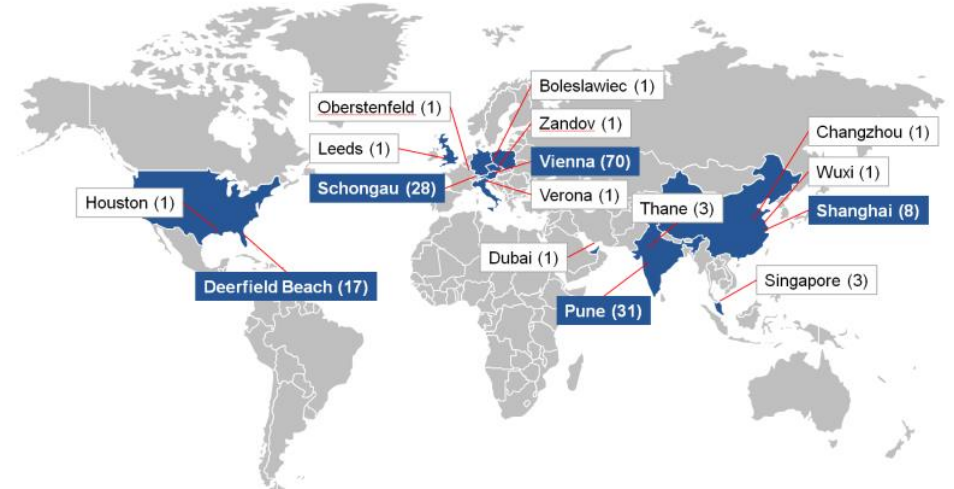 Boleslawiec (1)
Oberstenfeld (1)
Zandov (1)
Changzhou (1)
Leeds (1)
Vienna (70)
Wuxi (1)
Schongau (28)
Verona (1)
Houston (1)
Thane (3)
Shanghai (8)
Dubai (1)
Singapore (3)
Deerfield Beach (17)
Pune (31)